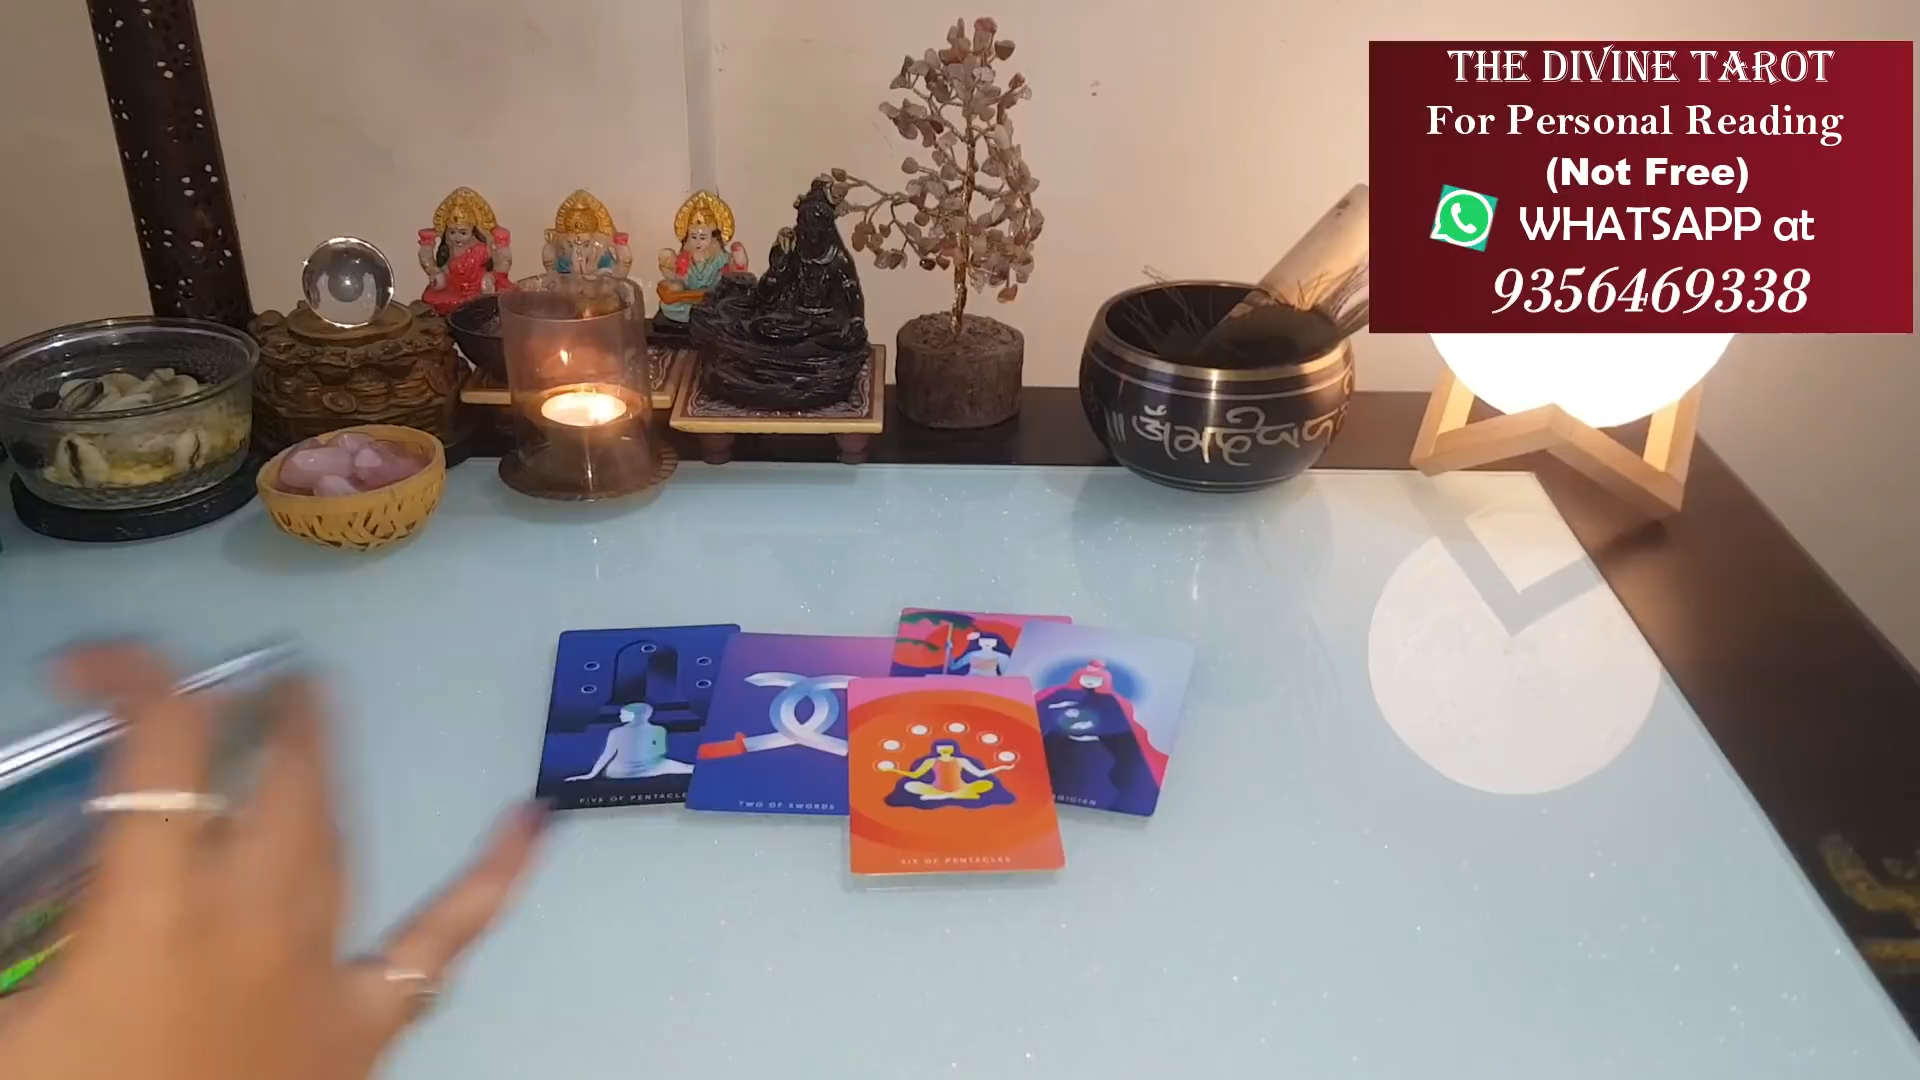 THE DIVINE TAROT
For Personal Reading
(Not Free)
WHATSAPP at
9356469338
FIVE OF PENTACLES
TWO OF SWORDS
SIX OF PENTACLES